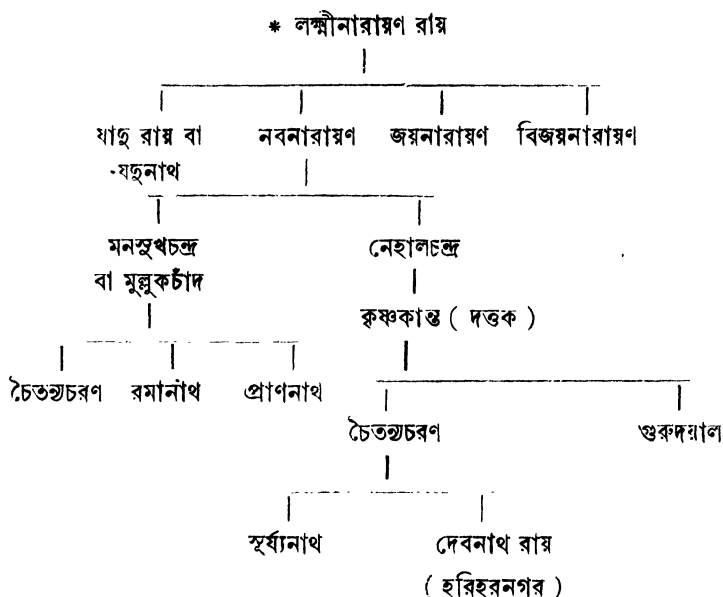 * লক্ষ্মীনারায়ণ রায়
যাদু রায় বা নবনারায়ণ জয়নারায়ণ বিজয়নারায়ণ
যদুনাথ
মনসুখচন্দ্র নেহালচন্দ্র
বা মুল্লুকচাঁদ
কৃষ্ণকান্ত ( দত্তক )
চৈতন্যচরণ রমানাথ প্রাণনাথ
চৈতন্যচরণ গুরুদয়াল
সূর্য্যনাথ দেবনাথ রায়
( হরিহরনগর )